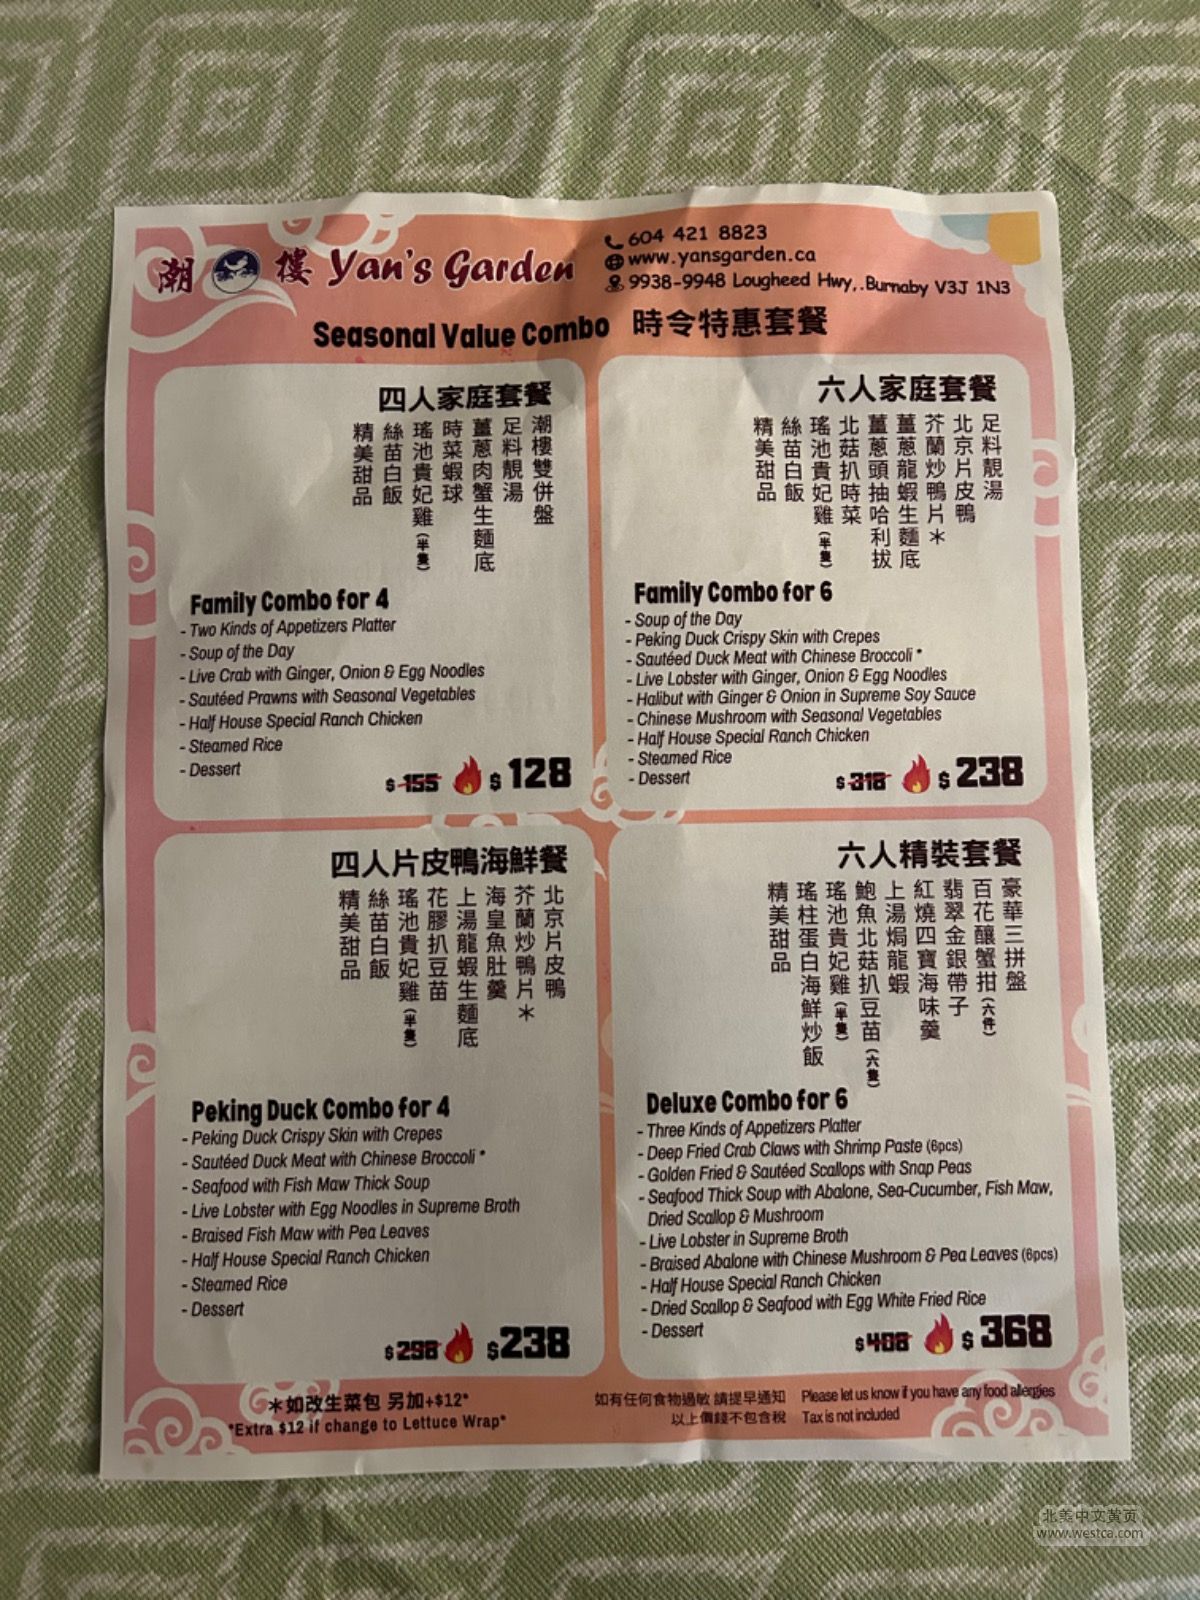 潮樓 Yan's Garden
604 421 8823
www.yansgarden.ca
9938-9948 Lougheed Hwy,.Burnaby V3J 1N3
Seasonal Value Combo 時令特惠套餐
四人家庭套餐
潮樓雙併盤
足料靚湯
薑蔥肉蟹生麵底
時菜蝦球
瑤池貴妃雞(半隻)
絲苗白飯
精美甜品
Family Combo for 4
- Two Kinds of Appetizers Platter
- Soup of the Day
- Live Crab with Ginger, Onion & Egg Noodles
- Sautéed Prawns with Seasonal Vegetables
- Half House Special Ranch Chicken
- Steamed Rice
- Dessert
$ 155 $ 128
六人家庭套餐
足料靚湯
北京片皮鴨
芥蘭炒鴨片*
薑蔥龍蝦生麵底
薑蔥頭抽哈利拔
北菇扒時菜
瑤池貴妃雞(半隻)
絲苗白飯
精美甜品
Family Combo for 6
- Soup of the Day
- Peking Duck Crispy Skin with Crepes
- Sautéed Duck Meat with Chinese Broccoli *
- Live Lobster with Ginger, Onion & Egg Noodles
- Halibut with Ginger & Onion in Supreme Soy Sauce
- Chinese Mushroom with Seasonal Vegetables
- Half House Special Ranch Chicken
- Steamed Rice
- Dessert
$ 318 $ 238
四人片皮鴨海鮮餐
北京片皮鴨
芥蘭炒鴨片*
海皇魚肚羹
上湯龍蝦生麵底
花膠扒豆苗
瑤池貴妃雞(半隻)
絲苗白飯
精美甜品
Peking Duck Combo for 4
- Peking Duck Crispy Skin with Crepes
- Sautéed Duck Meat with Chinese Broccoli *
- Seafood with Fish Maw Thick Soup
- Live Lobster with Egg Noodles in Supreme Broth
- Braised Fish Maw with Pea Leaves
- Half House Special Ranch Chicken
- Steamed Rice
- Dessert
$ 298 $238
六人精裝套餐
豪華三拼盤
百花釀蟹拑(六件)
翡翠金銀帶子
紅燒四寶海味羹
上湯焗龍蝦
鮑魚北菇扒豆苗(六隻)
瑤池貴妃雞(半隻)
瑤柱蛋白海鮮炒飯
精美甜品
Deluxe Combo for 6
- Three Kinds of Appetizers Platter
- Deep Fried Crab Claws with Shrimp Paste (6pcs)
- Golden Fried & Sautéed Scallops with Snap Peas
- Seafood Thick Soup with Abalone, Sea-Cucumber, Fish Maw,
Dried Scallop & Mushroom
- Live Lobster in Supreme Broth
- Braised Abalone with Chinese Mushroom & Pea Leaves (6pcs)
- Half House Special Ranch Chicken
- Dried Scallop & Seafood with Egg White Fried Rice
- Dessert
$ 408 $ 368
*如改生菜包 另加+$12*
*Extra $12 if change to Lettuce Wrap*
如有任何食物過敏 請提早通知 Please let us know if you have any food allergies
以上價錢不包含稅 Tax is not included
北美中文黄页
www.westca.com